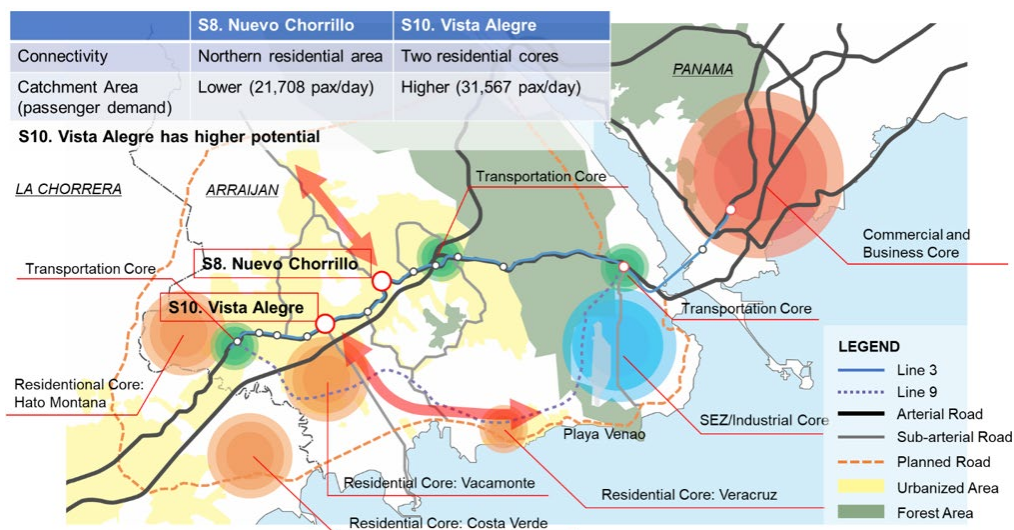 S8. Nuevo Chorrillo S10. Vista Alegre
Connectivity Northern residential area Two residential cores
Catchment Area Lower (21,708 pax/day) Higher (31,567 pax/day)
(passenger demand)
S10. Vista Alegre has higher potential
PANAMA
LA CHORRERA
ARRAIJAN
Transportation Core
Commercial and
Business Core
Transportation Core
S8. Nuevo Chorrillo
S10. Vista Alegre
Transportation Core
Residentional Core:
Hato Montana
SEZ/Industrial Core
Playa Venao
Residential Core: Vacamonte
Residential Core: Veracruz
Residential Core: Costa Verde
LEGEND
Line 3
Line 9
Arterial Road
Sub-arterial Road
Planned Road
Urbanized Area
Forest Area